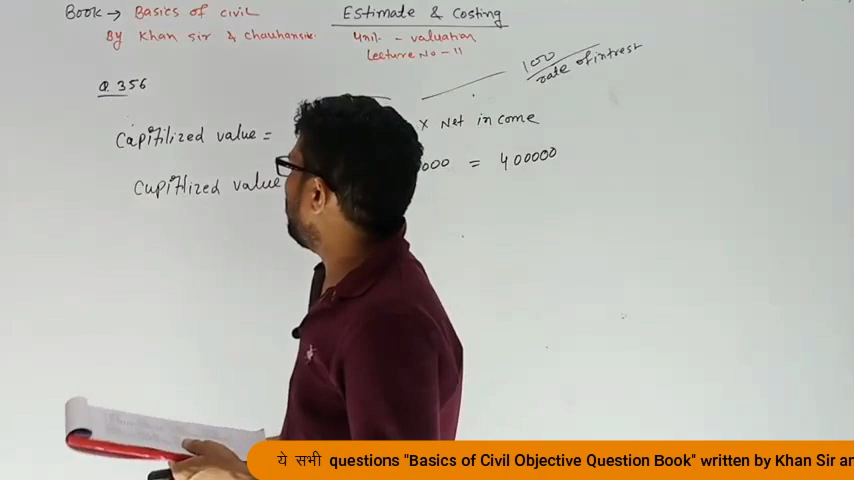 Book → Basics of civil
By Khan sir & chauhansir.
Estimate & Costing
Unit - valuation
Lecture No - 11
Q. 356
100
rate of intrest
Capitilized value = x Net income
Cupitilized value 000 = 400000
ये सभी questions "Basics of Civil Objective Question Book" written by Khan Sir an